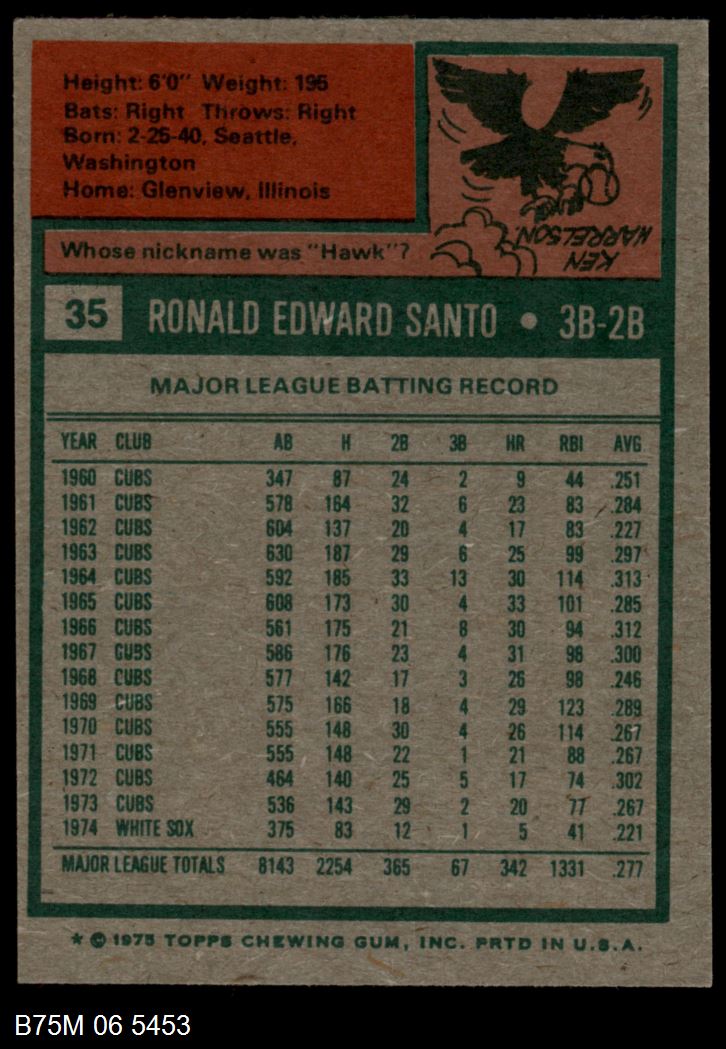 Height: 6'0" Weight: 195
Bats: Right Throws: Right
Born: 2-25-40, Seattle,
Washington
Home: Glenview, Illinois
Whose nickname was "Hawk"?
KEN
HARRELSON
35 RONALD EDWARD SANTO • 3B-2B
MAJOR LEAGUE BATTING RECORD
YEAR CLUB AB H 2B 3B HR RBI AVG
1960 CUBS 347 87 24 2 9 44 .251
1961 CUBS 578 164 32 6 23 83 .284
1962 CUBS 604 137 20 4 17 83 .227
1963 CUBS 630 187 29 6 25 99 .297
1964 CUBS 592 185 33 13 30 114 .313
1965 CUBS 608 173 30 4 33 101 .285
1966 CUBS 561 175 21 8 30 94 .312
1967 CUBS 586 176 23 4 31 98 .300
1968 CUBS 577 142 17 3 26 98 .246
1969 CUBS 575 166 18 4 29 123 .289
1970 CUBS 555 148 30 4 26 114 .267
1971 CUBS 555 148 22 1 21 88 .267
1972 CUBS 464 140 25 5 17 74 .302
1973 CUBS 536 143 29 2 20 77 .267
1974 WHITE SOX 375 83 12 1 5 41 .221
MAJOR LEAGUE TOTALS 8143 2254 365 67 342 1331 .277
* © 1975 TOPPS CHEWING GUM, INC. PRTD IN U.S.A.
B75M 06 5453